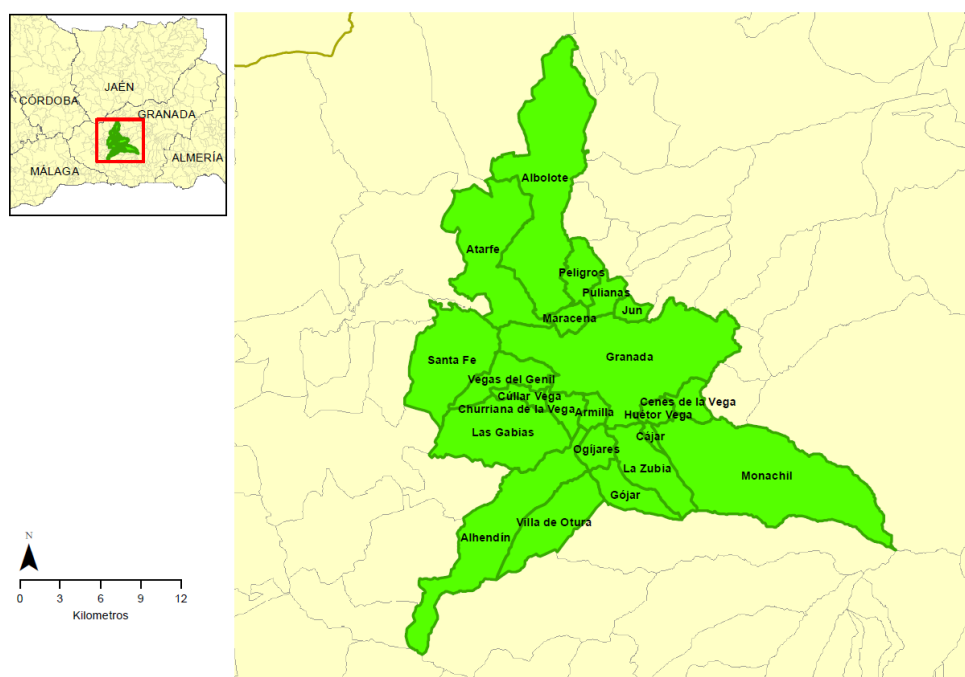 JAÉN
CÓRDOBA
GRANADA
ALMERÍA
MÁLAGA
Albolote
Atarfe
Peligros
Pulianas
Jun
Maracena
Granada
Santa Fe
Vegas del Genil
Cúllar Vega
Cenes de la Vega
Churriana de la Vega
Armilla
Huétor Vega
Las Gabias
Cájar
Ogíjares
La Zubia
Monachil
Gójar
Villa de Otura
Alhendín
N
0 3 6 9 12
Kilometros